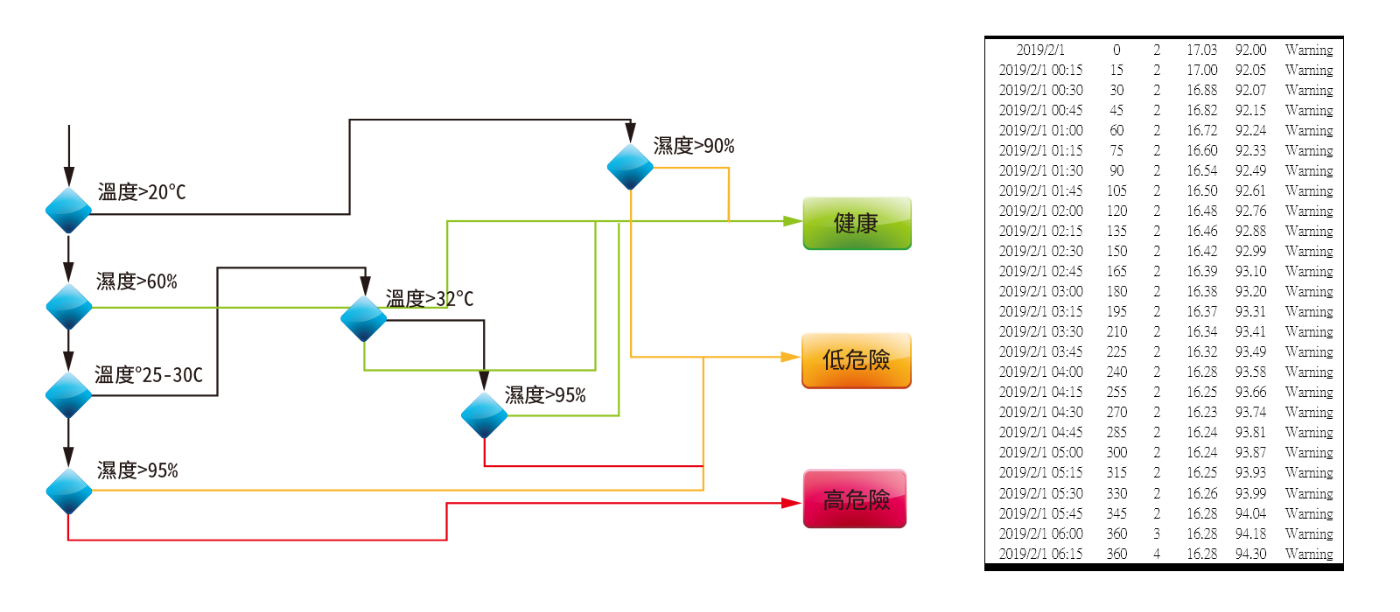 濕度>90%
溫度>20°C
健康
濕度>60%
溫度>32°C
低危險
溫度°25-30C
濕度>95%
濕度>95%
高危險
2019/2/1 0 2 17.03 92.00 Warning
2019/2/1 00:15 15 2 17.00 92.05 Warning
2019/2/1 00:30 30 2 16.88 92.07 Warning
2019/2/1 00:45 45 2 16.82 92.15 Warning
2019/2/1 01:00 60 2 16.72 92.24 Warning
2019/2/1 01:15 75 2 16.60 92.33 Warning
2019/2/1 01:30 90 2 16.54 92.49 Warning
2019/2/1 01:45 105 2 16.50 92.61 Warning
2019/2/1 02:00 120 2 16.48 92.76 Warning
2019/2/1 02:15 135 2 16.46 92.88 Warning
2019/2/1 02:30 150 2 16.42 92.99 Warning
2019/2/1 02:45 165 2 16.39 93.10 Warning
2019/2/1 03:00 180 2 16.38 93.20 Warning
2019/2/1 03:15 195 2 16.37 93.31 Warning
2019/2/1 03:30 210 2 16.34 93.41 Warning
2019/2/1 03:45 225 2 16.32 93.49 Warning
2019/2/1 04:00 240 2 16.28 93.58 Warning
2019/2/1 04:15 255 2 16.25 93.66 Warning
2019/2/1 04:30 270 2 16.23 93.74 Warning
2019/2/1 04:45 285 2 16.24 93.81 Warning
2019/2/1 05:00 300 2 16.24 93.87 Warning
2019/2/1 05:15 315 2 16.25 93.93 Warning
2019/2/1 05:30 330 2 16.26 93.99 Warning
2019/2/1 05:45 345 2 16.28 94.04 Warning
2019/2/1 06:00 360 3 16.28 94.18 Warning
2019/2/1 06:15 360 4 16.28 94.30 Warning